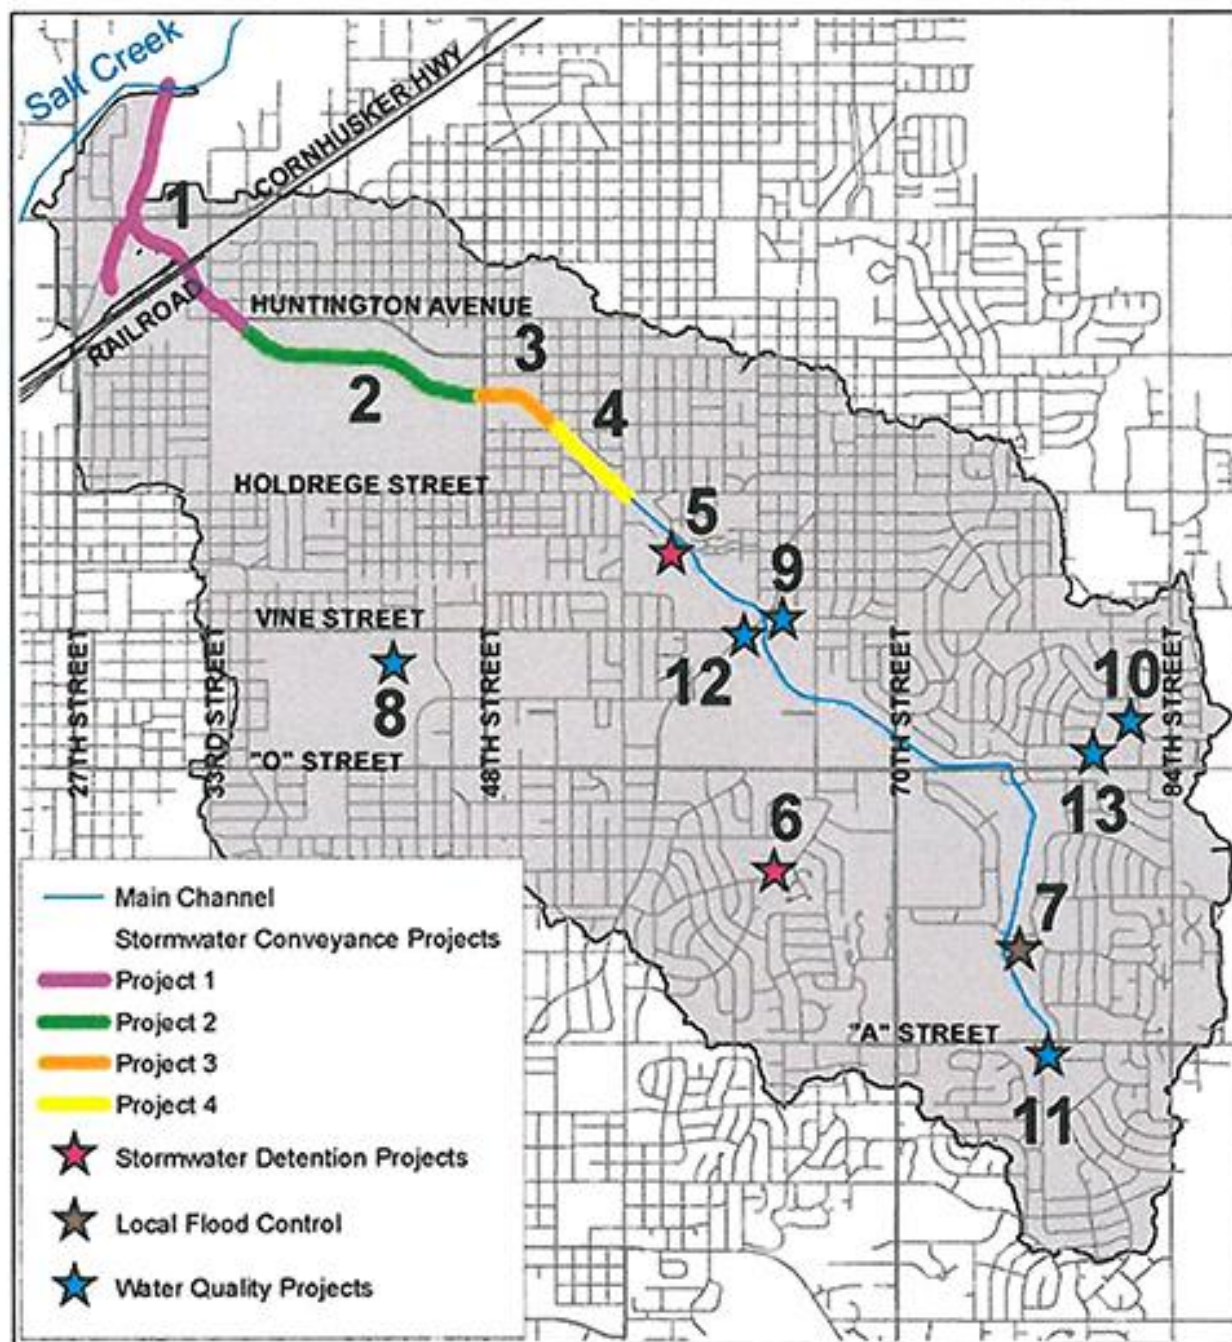 Salt Creek
CORNHUSKER HWY
1
RAILROAD
HUNTINGTON AVENUE
3
2
4
HOLDREGE STREET
5
9
VINE STREET
27TH STREET
33RD STREET
48TH STREET
70TH STREET
84TH STREET
12
10
8
"O" STREET
13
6
7
"A" STREET
11
Main Channel
Stormwater Conveyance Projects
Project 1
Project 2
Project 3
Project 4
Stormwater Detention Projects
Local Flood Control
Water Quality Projects